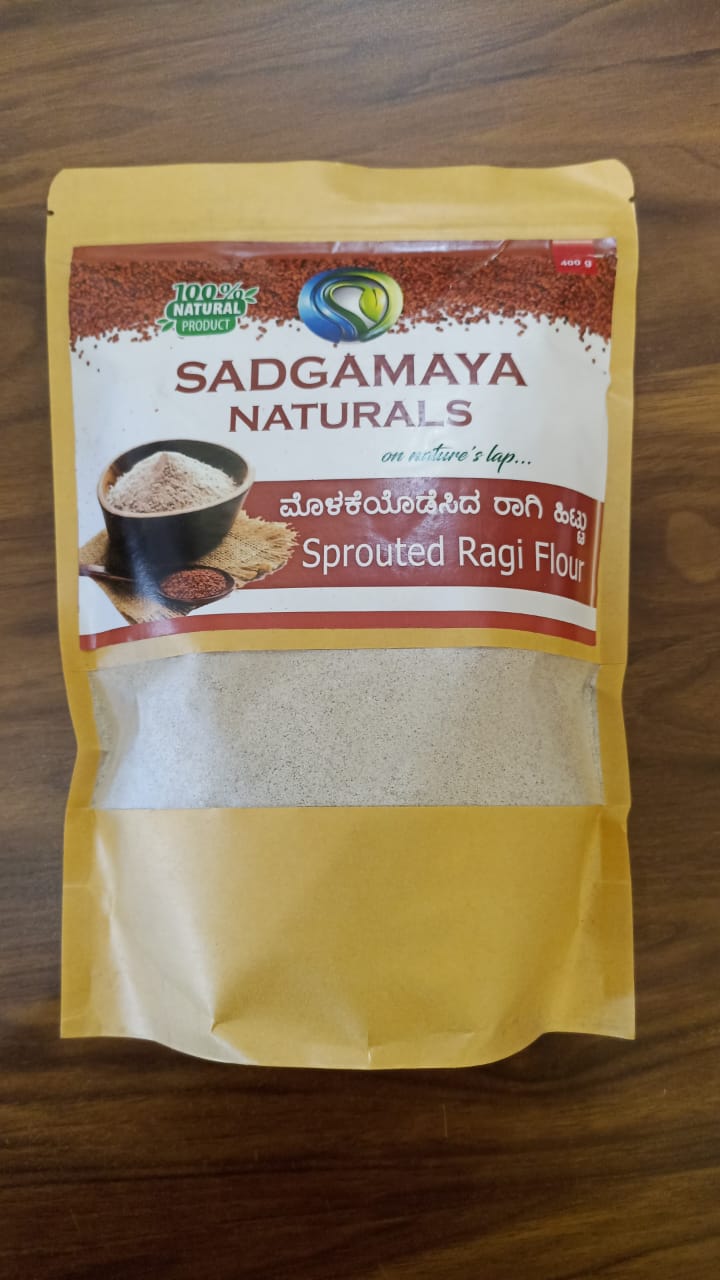 400 g
100%
NATURAL
PRODUCT
SADGAMAYA
NATURALS
on nature's lap...
ಮೊಳಕೆಯೊಡೆಸಿದ ರಾಗಿ ಹಿಟ್ಟು
Sprouted Ragi Flour